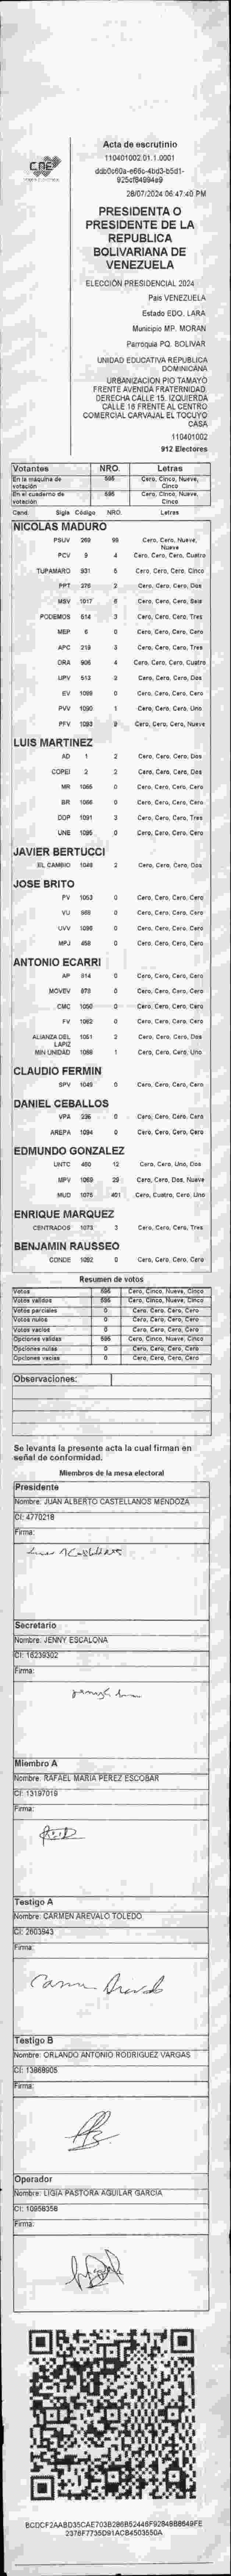 Acta de escrutinio
110401002.01.1.0001
28/07/2024 06:47:40 PM
PRESIDENTA O
PRESIDENTE DE LA
REPUBLICA
BOLIVARIANA DE
VENEZUELA
ELECCIÓN PRESIDENCIAL 2024
País VENEZUELA
Estado EDO. LARA
Municipio MP. MORAN
Parroquia PQ. BOLIVAR
UNIDAD EDUCATIVA REPUBLICA
DOMINICANA
URBANIZACION PIO TAMAYO
FRENTE AVENIDA FRATERNIDAD.
DERECHA CALLE 15. IZQUIERDA
CALLE 16 FRENTE AL CENTRO
COMERCIAL CARVAJAL EL TOCUYO
CASA
110401002
912 Electores
Votantes NRO. Letras
En la máquina de votación 595 Cero, Cinco, Nueve, Cinco
En el cuaderno de votación 595 Cero, Cinco, Nueve, Cinco
Cand. Sigla Código NRO. Letras
NICOLAS MADURO
PSUV 269 99 Cero, Cero, Nueve, Nueve
PCV 9 4 Cero, Cero, Cero, Cuatro
TUPAMARO 931 5 Cero, Cero, Cero, Cinco
PPT 276 2 Cero, Cero, Cero, Dos
MSV 1017 6 Cero, Cero, Cero, Seis
PODEMOS 614 3 Cero, Cero, Cero, Tres
MEP 6 0 Cero, Cero, Cero, Cero
APC 219 3 Cero, Cero, Cero, Tres
ORA 906 4 Cero, Cero, Cero, Cuatro
UPV 513 2 Cero, Cero, Cero, Dos
EV 1099 0 Cero, Cero, Cero, Cero
PVV 1090 1 Cero, Cero, Cero, Uno
PFV 1093 9 Cero, Cero, Cero, Nueve
LUIS MARTINEZ
AD 1 2 Cero, Cero, Cero, Dos
COPEI 2 2 Cero, Cero, Cero, Dos
MR 1065 0 Cero, Cero, Cero, Cero
BR 1066 0 Cero, Cero, Cero, Cero
DDP 1091 3 Cero, Cero, Cero, Tres
UNE 1095 0 Cero, Cero, Cero, Cero
JAVIER BERTUCCI
EL CAMBIO 1048 2 Cero, Cero, Cero, Dos
JOSE BRITO
PV 1053 0 Cero, Cero, Cero, Cero
VU 968 0 Cero, Cero, Cero, Cero
UVV 1096 0 Cero, Cero, Cero, Cero
MPJ 458 0 Cero, Cero, Cero, Cero
ANTONIO ECARRI
AP 914 0 Cero, Cero, Cero, Cero
MOVEV 978 0 Cero, Cero, Cero, Cero
CMC 1050 0 Cero, Cero, Cero, Cero
FV 1062 0 Cero, Cero, Cero, Cero
ALIANZA DEL LAPIZ 1051 2 Cero, Cero, Cero, Dos
MIN UNIDAD 1088 1 Cero, Cero, Cero, Uno
CLAUDIO FERMIN
SPV 1049 0 Cero, Cero, Cero, Cero
DANIEL CEBALLOS
VPA 236 0 Cero, Cero, Cero, Cero
AREPA 1094 0 Cero, Cero, Cero, Cero
EDMUNDO GONZALEZ
UNTC 400 12 Cero, Cero, Uno, Dos
MPV 1069 29 Cero, Cero, Dos, Nueve
MUD 1075 401 Cero, Cuatro, Cero, Uno
ENRIQUE MARQUEZ
CENTRADOS 1073 3 Cero, Cero, Cero, Tres
BENJAMIN RAUSSEO
CONDE 1092 0 Cero, Cero, Cero, Cero
Resumen de votos
Votos 595 Cero, Cinco, Nueve, Cinco
Votos validos 595 Cero, Cinco, Nueve, Cinco
Votos parciales 0 Cero, Cero, Cero, Cero
Votos nulos 0 Cero, Cero, Cero, Cero
Votos vacios 0 Cero, Cero, Cero, Cero
Opciones validas 595 Cero, Cinco, Nueve, Cinco
Opciones nulas 0 Cero, Cero, Cero, Cero
Opciones vacias 0 Cero, Cero, Cero, Cero
Observaciones:
Se levanta la presente acta la cual firman en
señal de conformidad.
Miembros de la mesa electoral
Presidente
Nombre: JUAN ALBERTO CASTELLANOS MENDOZA
CI: 4770218
Firma:
Secretario
Nombre: JENNY ESCALONA
CI: 16239302
Firma:
Miembro A
Nombre: RAFAEL MARIA PEREZ ESCOBAR
CI: 13197019
Firma:
Testigo A
Nombre: CARMEN AREVALO TOLEDO
CI: 2603943
Firma:
Testigo B
Nombre: ORLANDO ANTONIO RODRIGUEZ VARGAS
CI: 13868905
Firma:
Operador
Nombre: LIGIA PASTORA AGUILAR GARCIA
CI: 10956358
Firma: